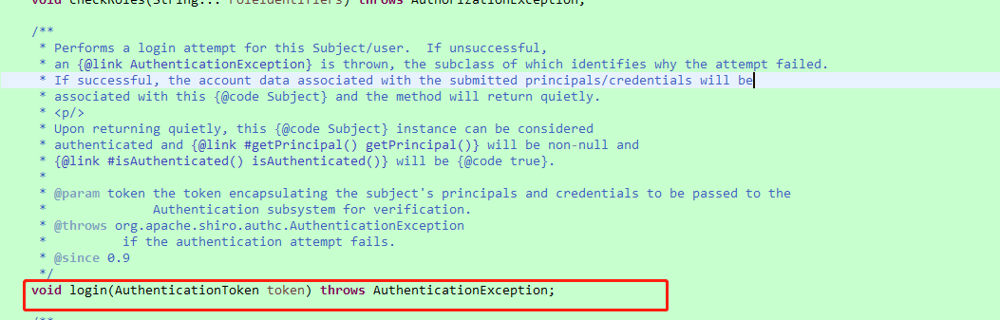 void checkRoles(String... roleIdentifiers) throws AuthorizationException;
/**
* Performs a login attempt for this Subject/user.  If unsuccessful,
* an {@link AuthenticationException} is thrown, the subclass of which identifies why the attempt failed.
* If successful, the account data associated with the submitted principals/credentials will be
* associated with this {@code Subject} and the method will return quietly.
* <p/>
* Upon returning quietly, this {@code Subject} instance can be considered
* authenticated and {@link #getPrincipal() getPrincipal()} will be non-null and
* {@link #isAuthenticated() isAuthenticated()} will be {@code true}.
*
* @param token the token encapsulating the subject's principals and credentials to be passed to the
*              Authentication subsystem for verification.
* @throws org.apache.shiro.authc.AuthenticationException
*          if the authentication attempt fails.
* @since 0.9
*/
void login(AuthenticationToken token) throws AuthenticationException;
/**